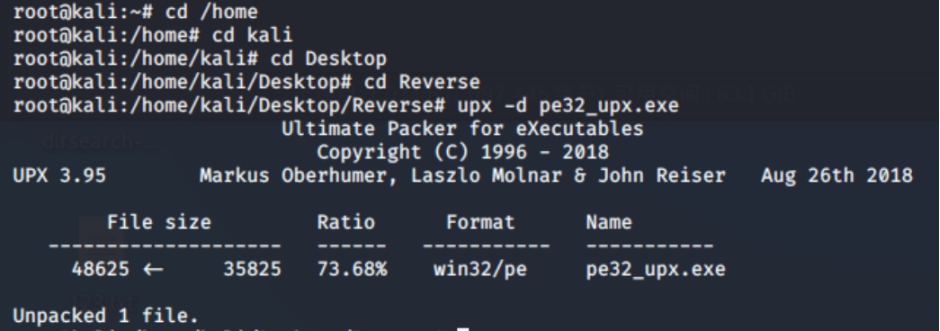 root@kali:~# cd /home
root@kali:/home# cd kali
root@kali:/home/kali# cd Desktop
root@kali:/home/kali/Desktop# cd Reverse
root@kali:/home/kali/Desktop/Reverse# upx -d pe32_upx.exe
Ultimate Packer for eXecutables
Copyright (C) 1996 - 2018
UPX 3.95 Markus Oberhumer, Laszlo Molnar & John Reiser Aug 26th 2018
File size Ratio Format Name
-------------------- ------ ----------- -----------
48625 <- 35825 73.68% win32/pe pe32_upx.exe
Unpacked 1 file.